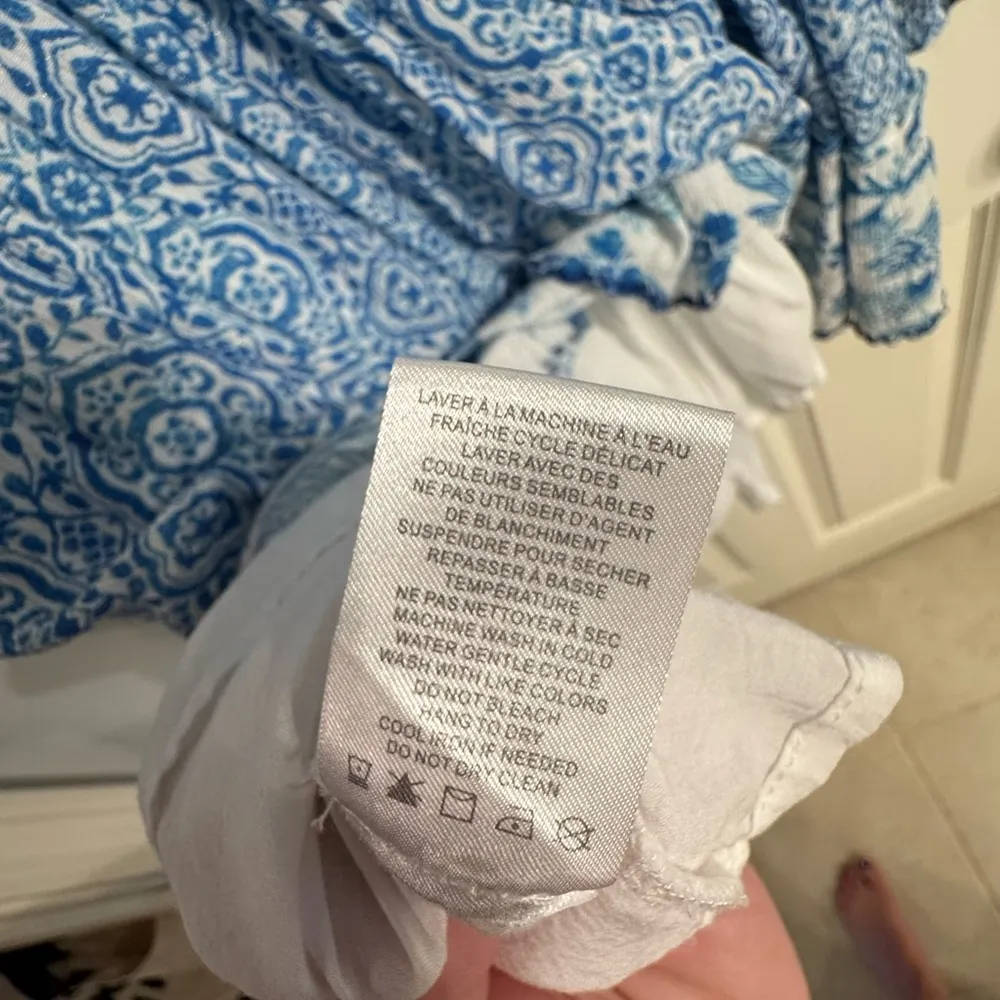 LAVER À LA MACHINE À L'EAU
FRAÎCHE CYCLE DÉLICAT
LAVER AVEC DES
COULEURS SEMBLABLES
NE PAS UTILISER D'AGENT
DE BLANCHIMENT
SUSPENDRE POUR SÉCHER
REPASSER À BASSE
TEMPÉRATURE
NE PAS NETTOYER À SEC
MACHINE WASH IN COLD
WATER GENTLE CYCLE
WASH WITH LIKE COLORS
DO NOT BLEACH
HANG TO DRY
COOL IRON IF NEEDED
DO NOT DRY CLEAN